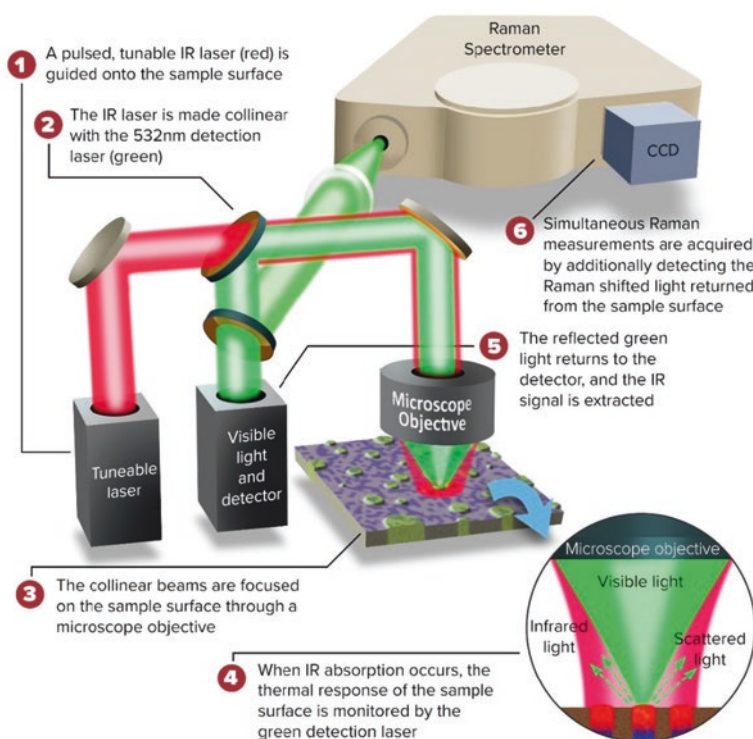 1 A pulsed, tunable IR laser (red) is
guided onto the sample surface
2 The IR laser is made collinear
with the 532nm detection
laser (green)
Raman
Spectrometer
CCD
6 Simultaneous Raman
measurements are acquired
by additionally detecting the
Raman shifted light returned
from the sample surface
5 The reflected green
light returns to the
detector, and the IR
signal is extracted
Microscope
Objective
Tuneable
laser
Visible
light
and
detector
3 The collinear beams are focused
on the sample surface through a
microscope objective
Microscope objective
Visible light
Infrared
light
Scattered
light
4 When IR absorption occurs, the
thermal response of the sample
surface is monitored by the
green detection laser